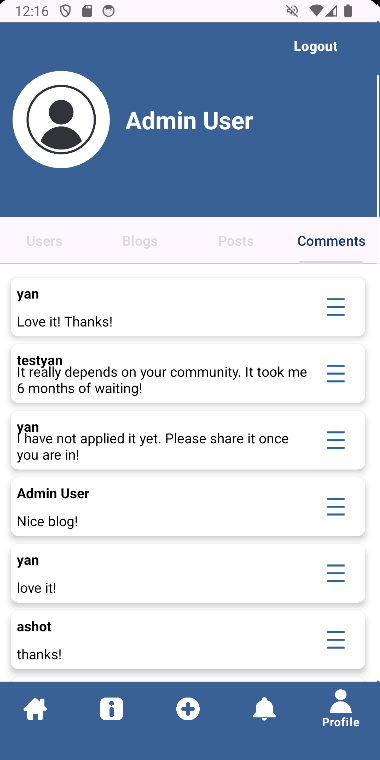 12:16
Logout
Admin User
Users Blogs Posts Comments
yan
Love it! Thanks!
testyan
It really depends on your community. It took me
6 months of waiting!
yan
I have not applied it yet. Please share it once
you are in!
Admin User
Nice blog!
yan
love it!
ashot
thanks!
Profile